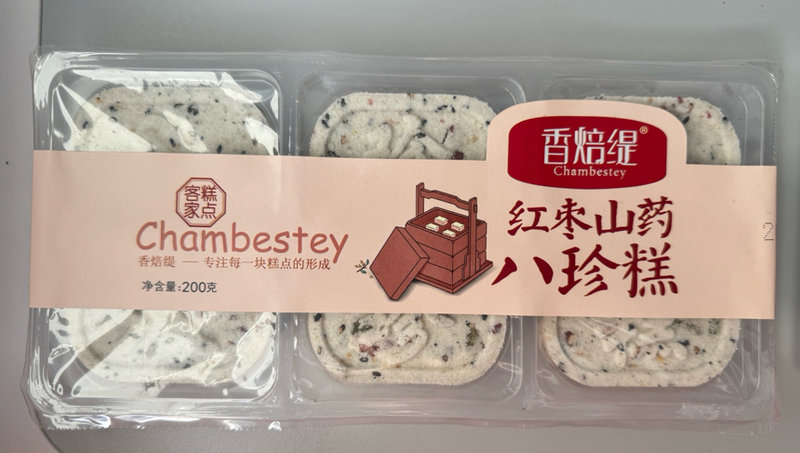 香焙缇®
Chambestey
红枣山药
八珍糕
客家糕点
Chambestey
香焙缇 — 专注每一块糕点的形成
净含量:200克
2